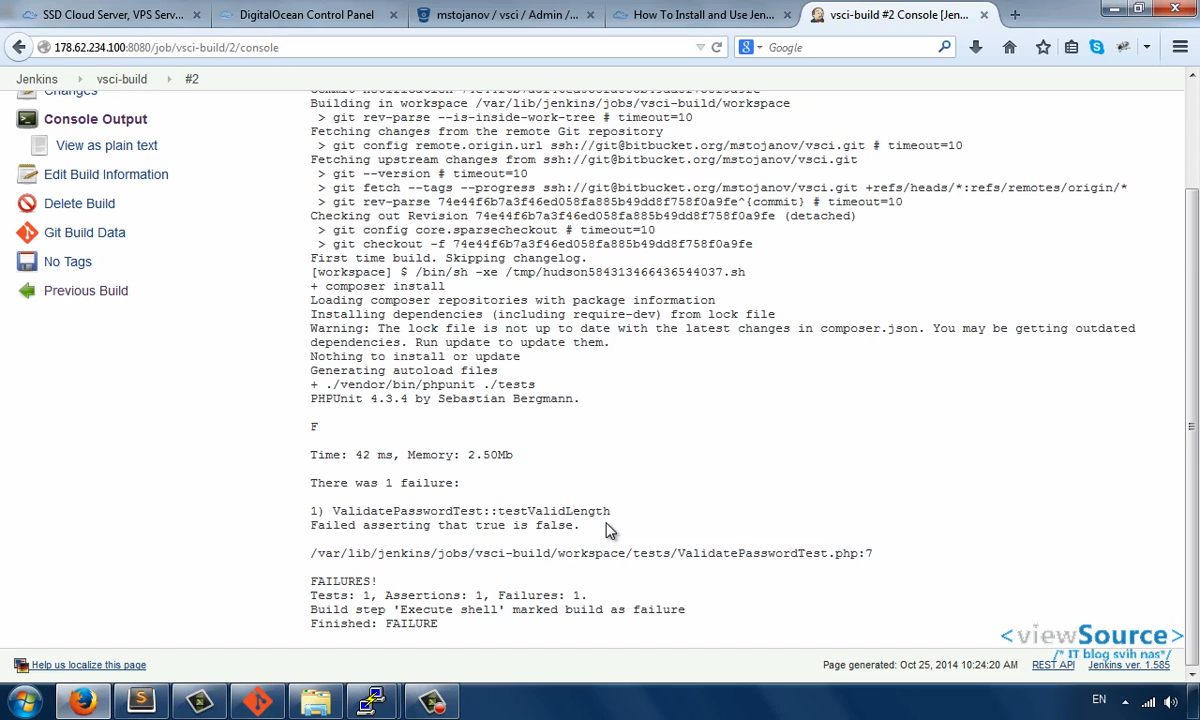 SSD Cloud Server, VPS Serv...
DigitalOcean Control Panel
mstojanov / vsci / Admin /...
How To Install and Use Jen...
vsci-build #2 Console [Jen...
178.62.234.100:8080/job/vsci-build/2/console
Google
Jenkins
vsci-build
#2
Changes
Console Output
View as plain text
Edit Build Information
Delete Build
Git Build Data
No Tags
Previous Build
Building in workspace /var/lib/jenkins/jobs/vsci-build/workspace
> git rev-parse --is-inside-work-tree # timeout=10
Fetching changes from the remote Git repository
> git config remote.origin.url ssh://git@bitbucket.org/mstojanov/vsci.git # timeout=10
Fetching upstream changes from ssh://git@bitbucket.org/mstojanov/vsci.git
> git --version # timeout=10
> git fetch --tags --progress ssh://git@bitbucket.org/mstojanov/vsci.git +refs/heads/*:refs/remotes/origin/*
> git rev-parse 74e44f6b7a3f46ed058fa885b49dd8f758f0a9fe^{commit} # timeout=10
Checking out Revision 74e44f6b7a3f46ed058fa885b49dd8f758f0a9fe (detached)
> git config core.sparsecheckout # timeout=10
> git checkout -f 74e44f6b7a3f46ed058fa885b49dd8f758f0a9fe
First time build. Skipping changelog.
[workspace] $ /bin/sh -xe /tmp/hudson584313466436544037.sh
+ composer install
Loading composer repositories with package information
Installing dependencies (including require-dev) from lock file
Warning: The lock file is not up to date with the latest changes in composer.json. You may be getting outdated
dependencies. Run update to update them.
Nothing to install or update
Generating autoload files
+ ./vendor/bin/phpunit ./tests
PHPUnit 4.3.4 by Sebastian Bergmann.
F
Time: 42 ms, Memory: 2.50Mb
There was 1 failure:
1) ValidatePasswordTest::testValidLength
Failed asserting that true is false.
/var/lib/jenkins/jobs/vsci-build/workspace/tests/ValidatePasswordTest.php:7
FAILURES!
Tests: 1, Assertions: 1, Failures: 1.
Build step 'Execute shell' marked build as failure
Finished: FAILURE
<viewSource>
/* IT blog svih nas*/
Help us localize this page
Page generated: Oct 25, 2014 10:24:20 AM
REST API
Jenkins ver. 1.585
EN